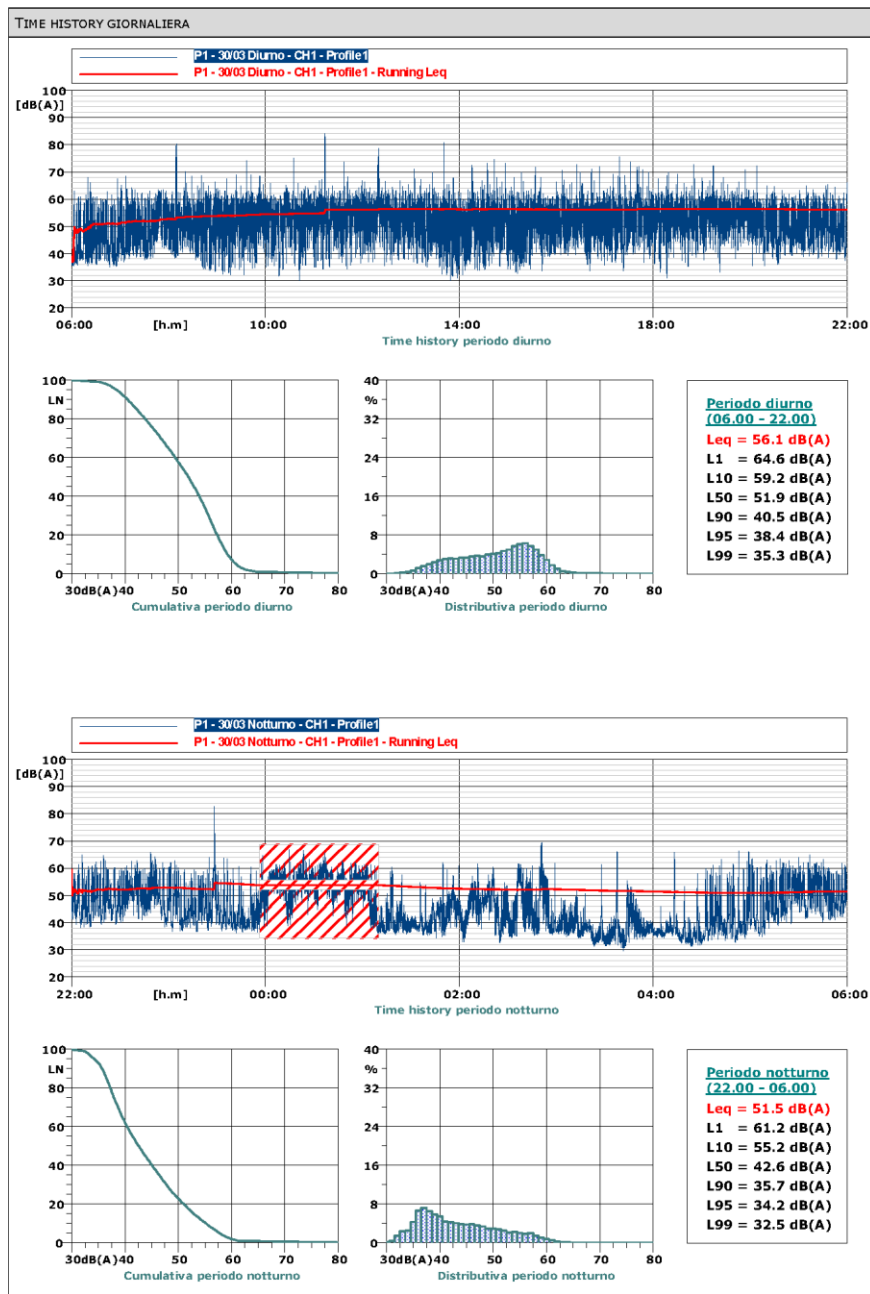 TIME HISTORY GIORNALIERA
P1 - 30/03 Diurno - CH1 - Profile1
P1 - 30/03 Diurno - CH1 - Profile1 - Running Leq
100
[dB(A)]
90
80
70
60
50
40
30
20
06:00 [h.m] 10:00 14:00 18:00 22:00
Time history periodo diurno
100
LN
80
60
40
20
0
30dB(A)40 50 60 70 80
Cumulativa periodo diurno
40
%
32
24
16
8
0
30dB(A)40 50 60 70 80
Distributiva periodo diurno
Periodo diurno
(06.00 - 22.00)
Leq = 56.1 dB(A)
L1 = 64.6 dB(A)
L10 = 59.2 dB(A)
L50 = 51.9 dB(A)
L90 = 40.5 dB(A)
L95 = 38.4 dB(A)
L99 = 35.3 dB(A)
P1 - 30/03 Notturno - CH1 - Profile1
P1 - 30/03 Notturno - CH1 - Profile1 - Running Leq
100
[dB(A)]
90
80
70
60
50
40
30
20
22:00 [h.m] 00:00 02:00 04:00 06:00
Time history periodo notturno
100
LN
80
60
40
20
0
30dB(A)40 50 60 70 80
Cumulativa periodo notturno
40
%
32
24
16
8
0
30dB(A)40 50 60 70 80
Distributiva periodo notturno
Periodo notturno
(22.00 - 06.00)
Leq = 51.5 dB(A)
L1 = 61.2 dB(A)
L10 = 55.2 dB(A)
L50 = 42.6 dB(A)
L90 = 35.7 dB(A)
L95 = 34.2 dB(A)
L99 = 32.5 dB(A)